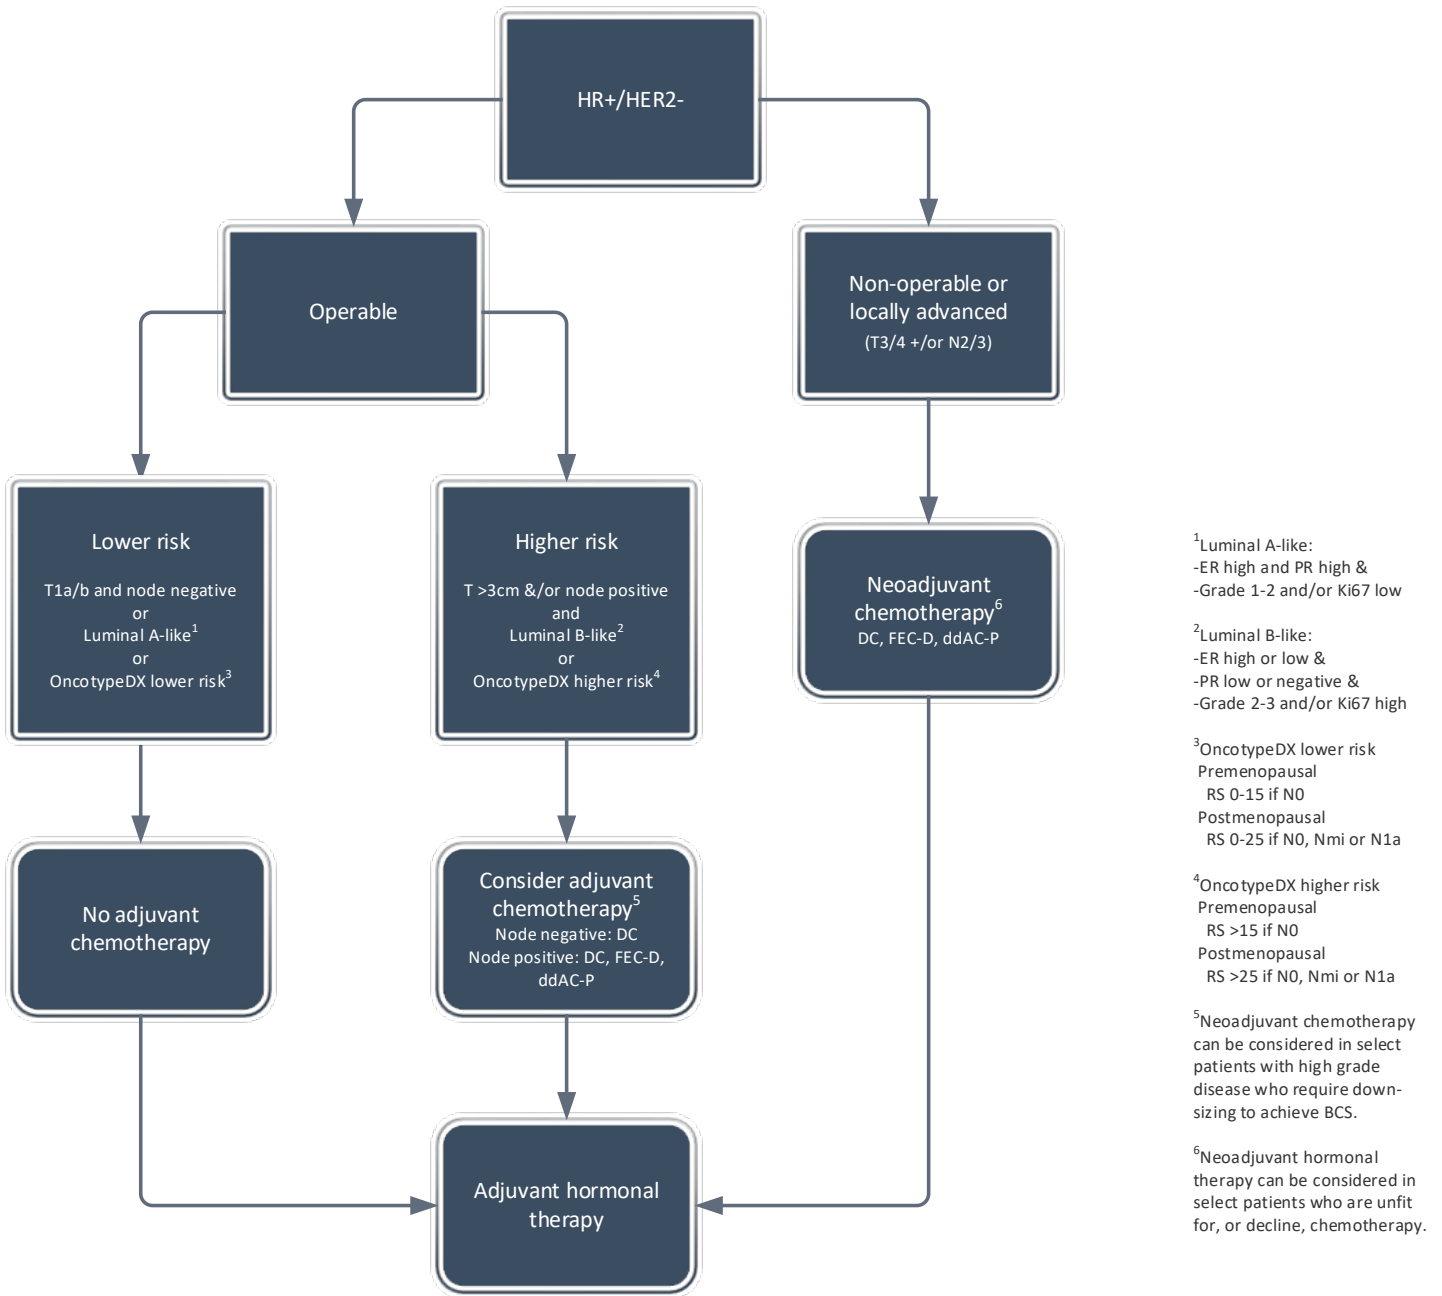 HR+/HER2-
Operable
Non-operable or
locally advanced
(T3/4 +/or N2/3)
Lower risk
T1a/b and node negative
or
Luminal A-like¹
or
OncotypeDX lower risk³
Higher risk
T >3cm &/or node positive
and
Luminal B-like²
or
OncotypeDX higher risk⁴
Neoadjuvant
chemotherapy⁶
DC, FEC-D, ddAC-P
No adjuvant
chemotherapy
Consider adjuvant
chemotherapy⁵
Node negative: DC
Node positive: DC, FEC-D,
ddAC-P
Adjuvant hormonal
therapy
¹Luminal A-like:
-ER high and PR high &
-Grade 1-2 and/or Ki67 low
²Luminal B-like:
-ER high or low &
-PR low or negative &
-Grade 2-3 and/or Ki67 high
³OncotypeDX lower risk
Premenopausal
RS 0-15 if N0
Postmenopausal
RS 0-25 if N0, Nmi or N1a
⁴OncotypeDX higher risk
Premenopausal
RS >15 if N0
Postmenopausal
RS >25 if N0, Nmi or N1a
⁵Neoadjuvant chemotherapy
can be considered in select
patients with high grade
disease who require down-
sizing to achieve BCS.
⁶Neoadjuvant hormonal
therapy can be considered in
select patients who are unfit
for, or decline, chemotherapy.